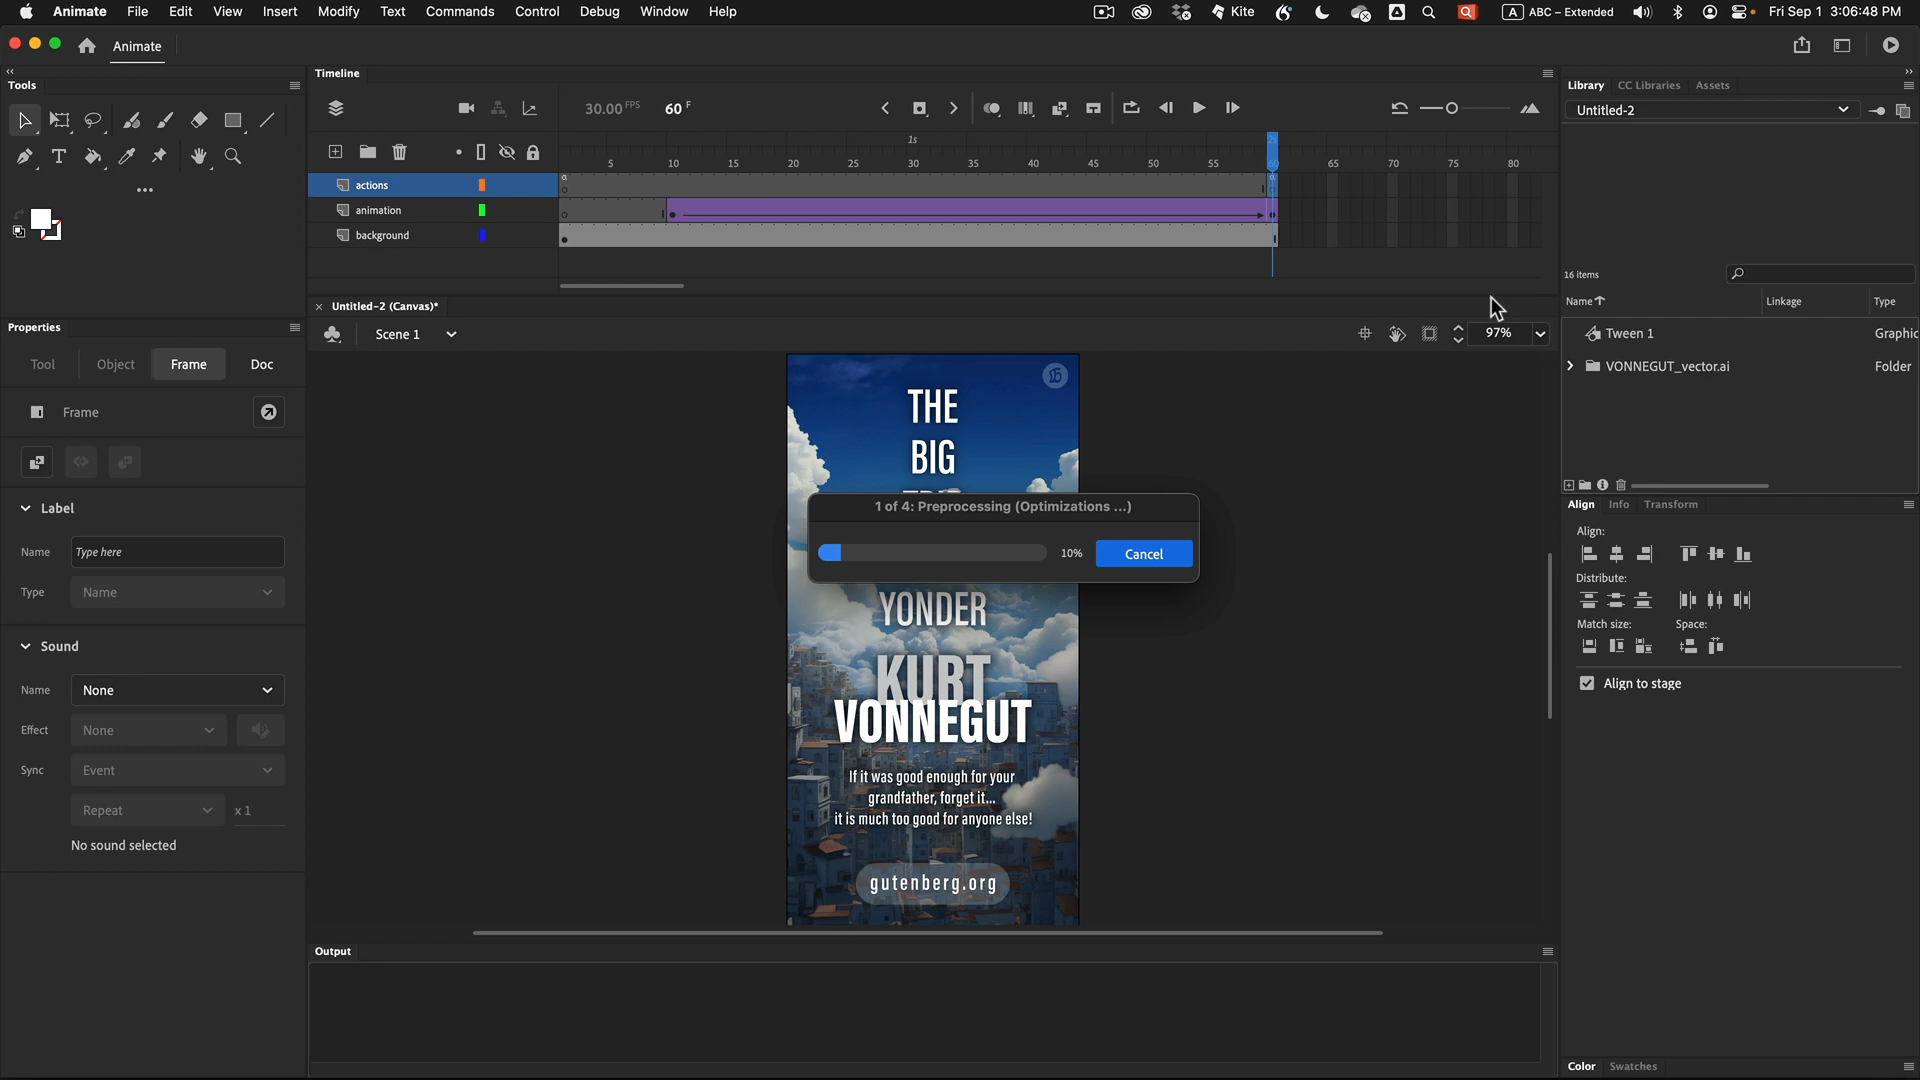 Animate File Edit View Insert Modify Text Commands Control Debug Window Help
Kite A ABC – Extended Fri Sep 1 3:06:48 PM
Animate
Tools
Timeline
30.00 FPS 60 F
1s 2s
5 10 15 20 25 30 35 40 45 50 55 60 65 70 75 80
actions
animation
background
Library CC Libraries Assets
Untitled-2
16 items
Name Linkage Type
Tween 1 Graphic
VONNEGUT_vector.ai Folder
Untitled-2 (Canvas)*
Scene 1
97%
Properties
Tool Object Frame Doc
Frame
Label
Name Type here
Type Name
Sound
Name None
Effect None
Sync Event
Repeat x 1
No sound selected
THE
BIG
1 of 4: Preprocessing (Optimizations ...)
10% Cancel
YONDER
KURT
VONNEGUT
If it was good enough for your
grandfather, forget it...
it is much too good for anyone else!
gutenberg.org
Align Info Transform
Align:
Distribute:
Match size: Space:
Align to stage
Output
Color Swatches